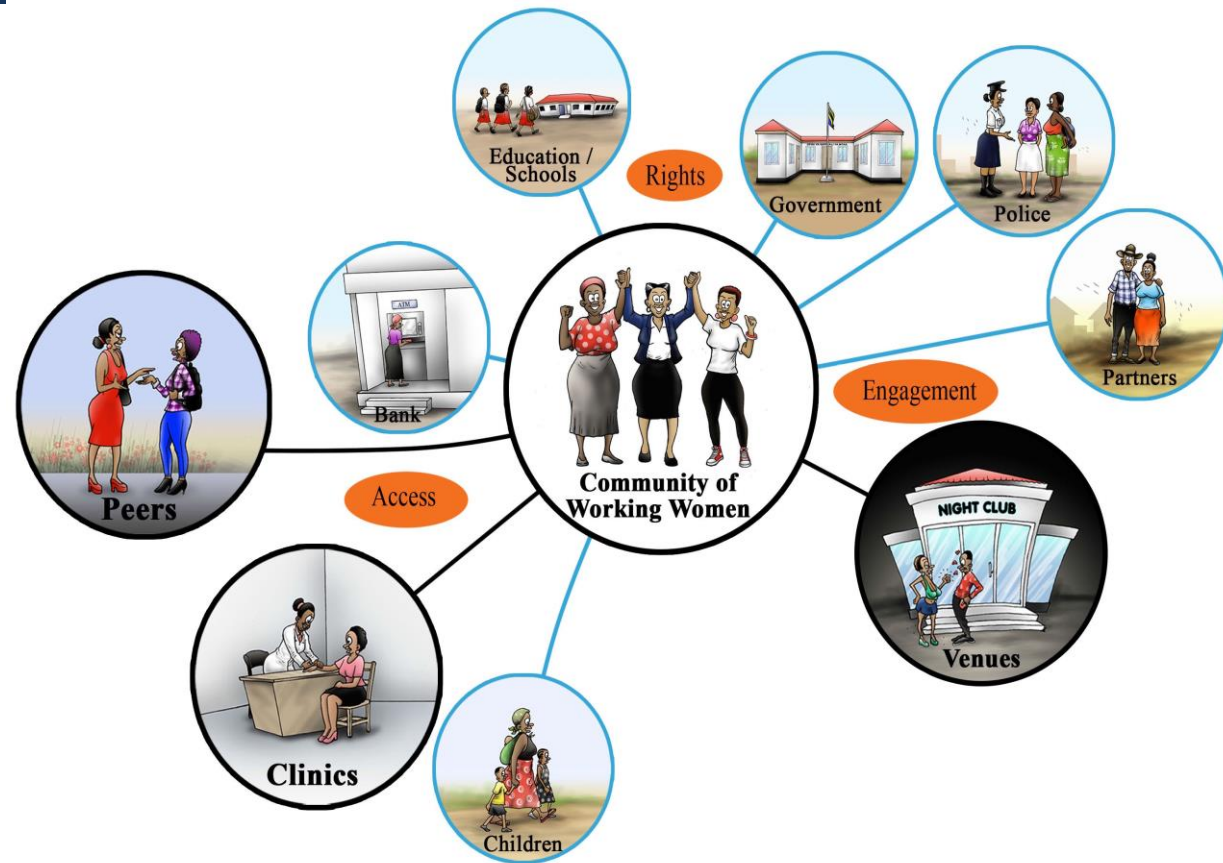 Education /
Schools
Rights
Government
Police
ATM
Bank
Partners
Engagement
Peers
Access
Community of
Working Women
NIGHT CLUB
Venues
Clinics
Children